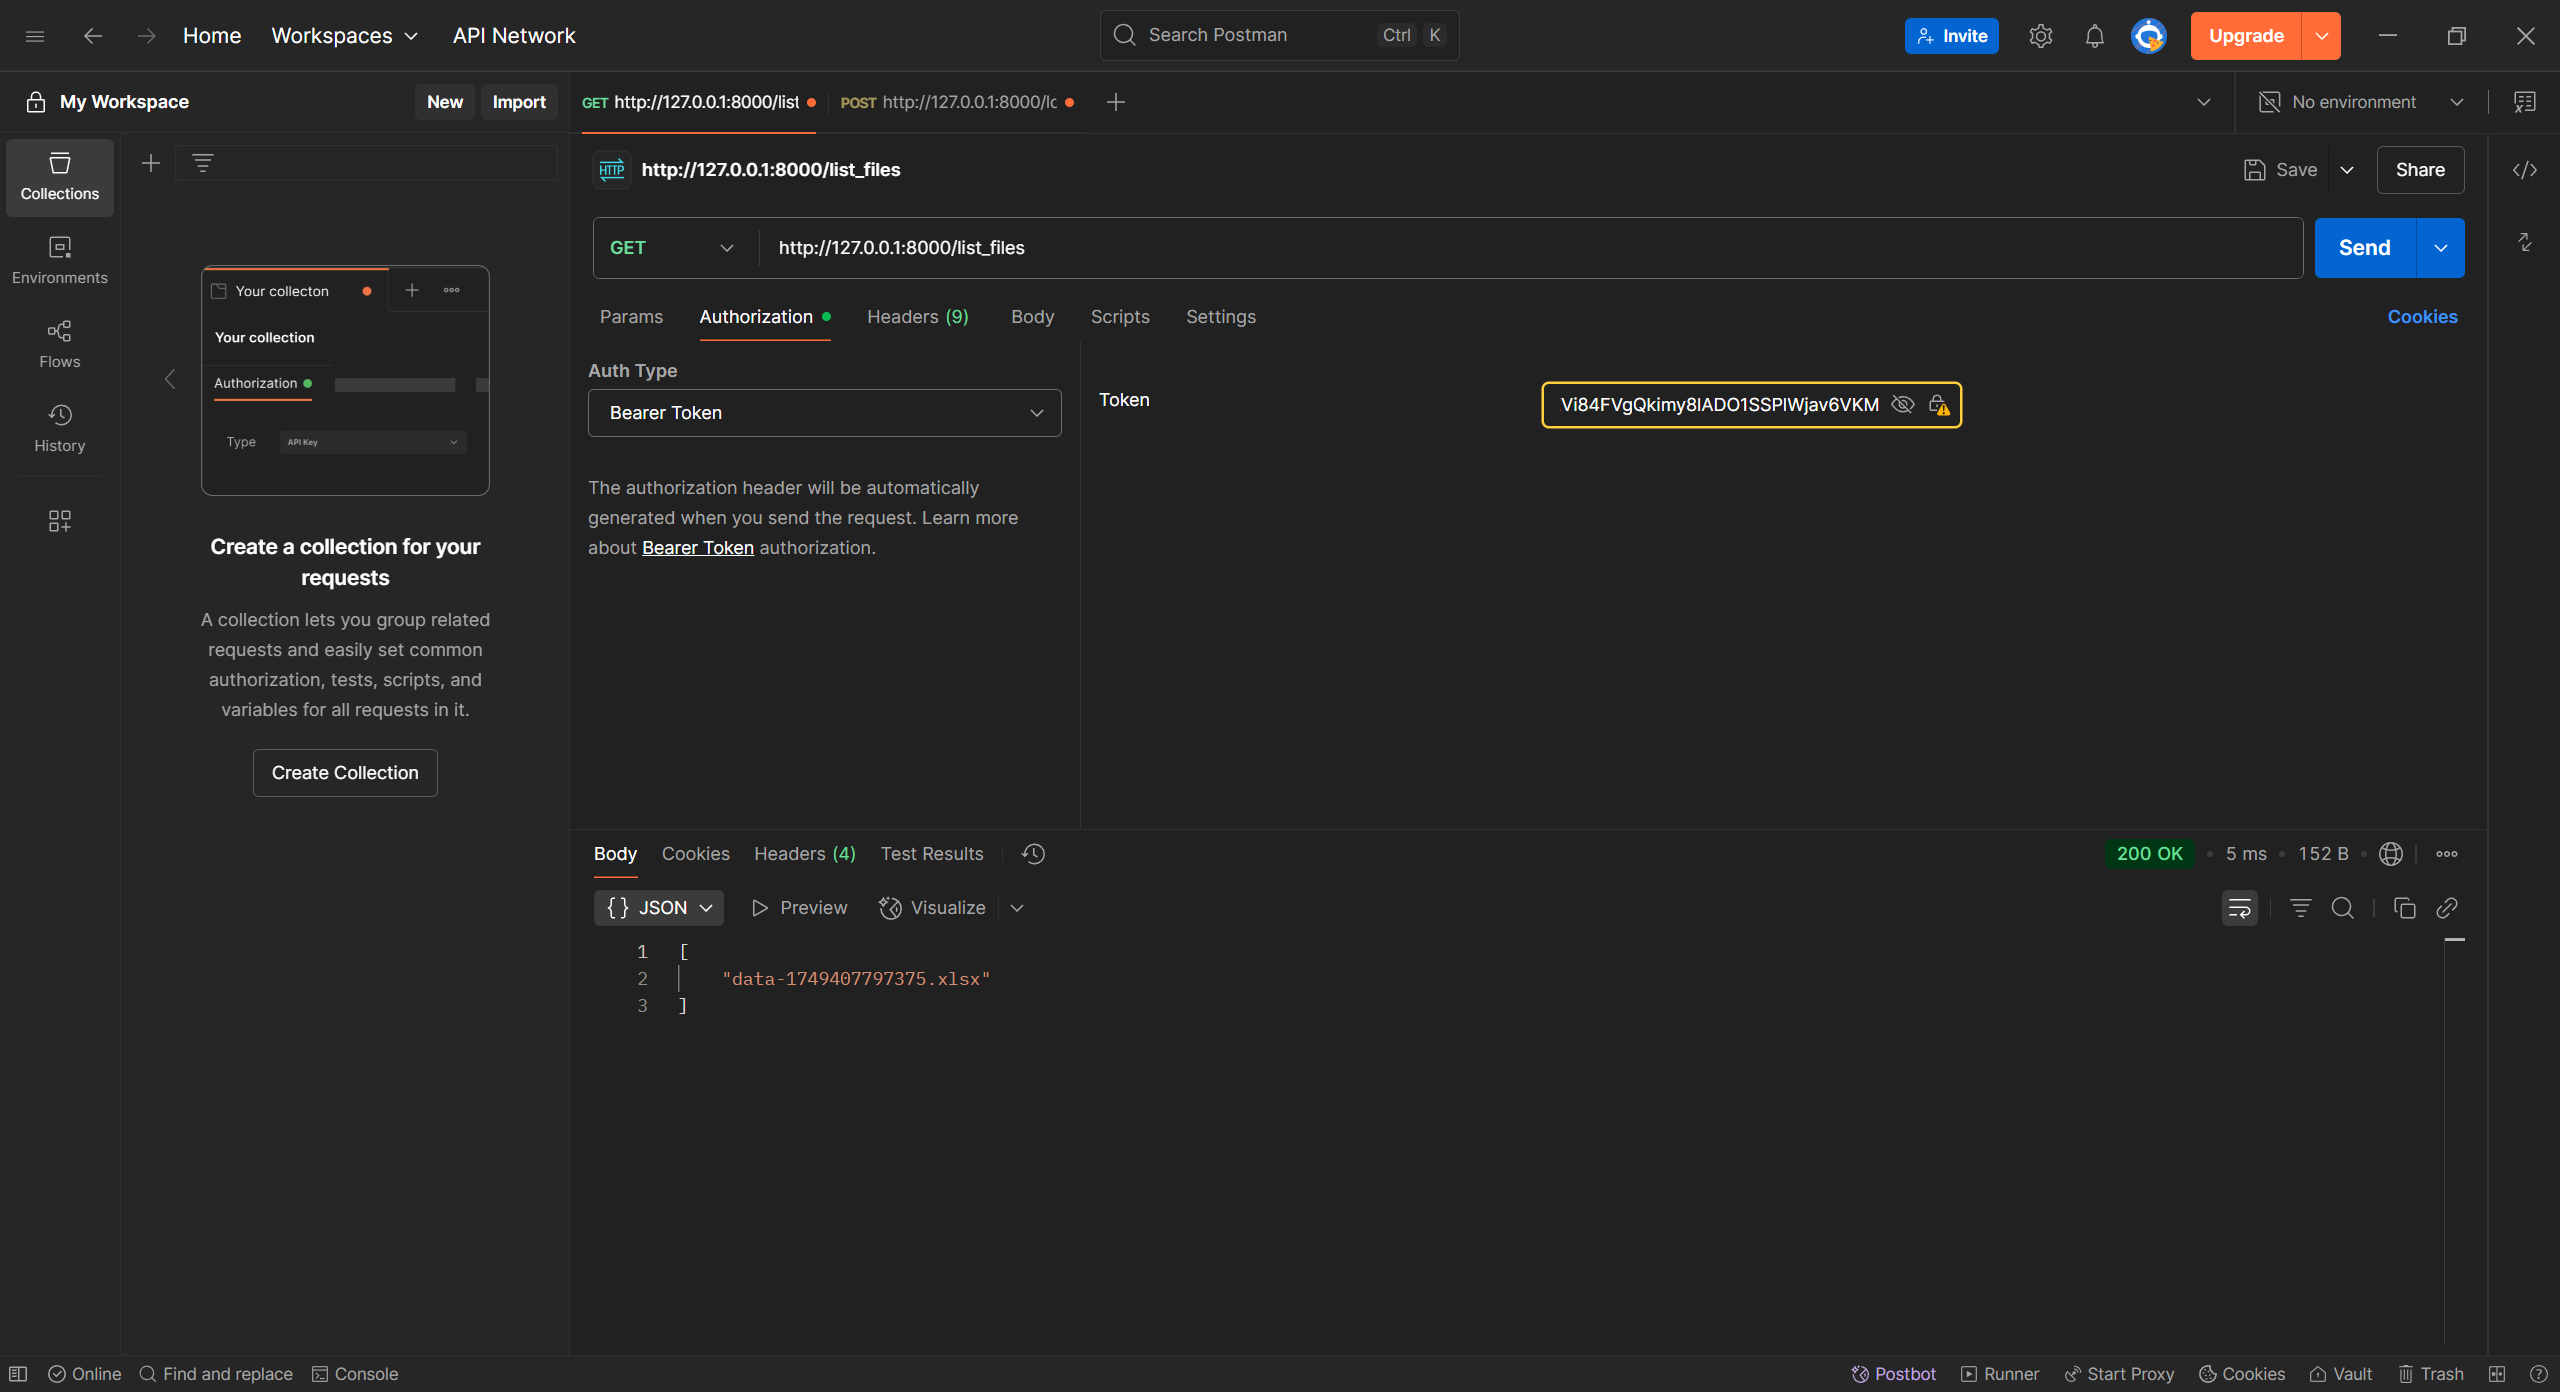 Home
Workspaces
API Network
Search Postman
Ctrl
K
Invite
Upgrade
My Workspace
New
Import
GET http://127.0.0.1:8000/list
POST http://127.0.0.1:8000/lo
No environment
Collections
Environments
Flows
History
Your collecton
Your collection
Authorization
Type
API Key
Create a collection for your
requests
A collection lets you group related
requests and easily set common
authorization, tests, scripts, and
variables for all requests in it.
Create Collection
HTTP
http://127.0.0.1:8000/list_files
Save
Share
GET
http://127.0.0.1:8000/list_files
Send
Params
Authorization
Headers (9)
Body
Scripts
Settings
Cookies
Auth Type
Bearer Token
The authorization header will be automatically
generated when you send the request. Learn more
about Bearer Token authorization.
Token
Body
Cookies
Headers (4)
Test Results
200 OK
5 ms
152 B
{} JSON
Preview
Visualize
1 [
2 "data-1749407797375.xlsx"
3 ]
Online
Find and replace
Console
Postbot
Runner
Start Proxy
Cookies
Vault
Trash